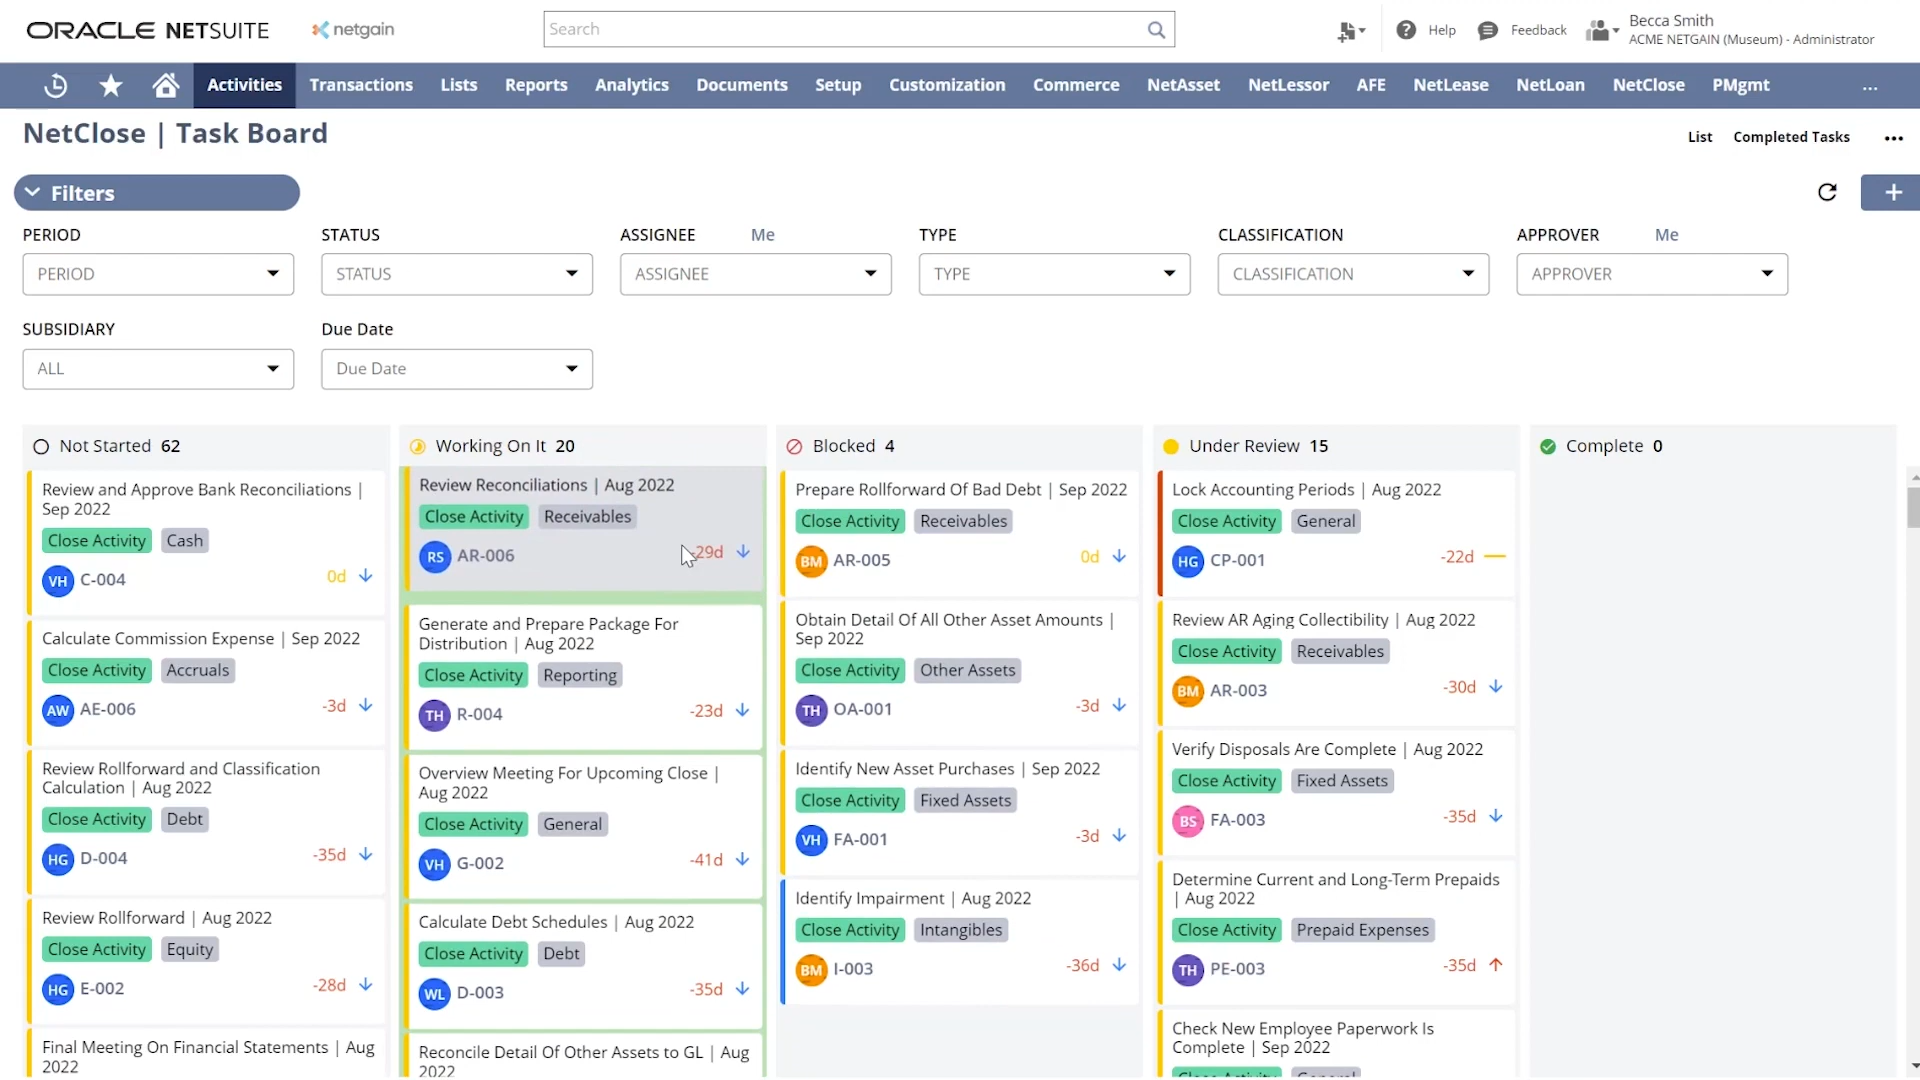 ORACLE NETSUITE
netgain
Search
Help
Feedback
Becca Smith
ACME NETGAIN (Museum) - Administrator
Activities
Transactions
Lists
Reports
Analytics
Documents
Setup
Customization
Commerce
NetAsset
NetLessor
AFE
NetLease
NetLoan
NetClose
PMgmt
...
NetClose | Task Board
List
Completed Tasks
Filters
+
PERIOD
PERIOD
STATUS
STATUS
ASSIGNEE Me
ASSIGNEE
TYPE
TYPE
CLASSIFICATION
CLASSIFICATION
APPROVER Me
APPROVER
SUBSIDIARY
ALL
Due Date
Due Date
Not Started 62
Review and Approve Bank Reconciliations |
Sep 2022
Close Activity Cash
VH C-004 0d
Calculate Commission Expense | Sep 2022
Close Activity Accruals
AW AE-006 -3d
Review Rollforward and Classification
Calculation | Aug 2022
Close Activity Debt
HG D-004 -35d
Review Rollforward | Aug 2022
Close Activity Equity
HG E-002 -28d
Final Meeting On Financial Statements | Aug
2022
Working On It 20
Review Reconciliations | Aug 2022
Close Activity Receivables
RS AR-006 -29d
Generate and Prepare Package For
Distribution | Aug 2022
Close Activity Reporting
TH R-004 -23d
Overview Meeting For Upcoming Close |
Aug 2022
Close Activity General
VH G-002 -41d
Calculate Debt Schedules | Aug 2022
Close Activity Debt
WL D-003 -35d
Reconcile Detail Of Other Assets to GL | Aug
2022
Blocked 4
Prepare Rollforward Of Bad Debt | Sep 2022
Close Activity Receivables
BM AR-005 0d
Obtain Detail Of All Other Asset Amounts |
Sep 2022
Close Activity Other Assets
TH OA-001 -3d
Identify New Asset Purchases | Sep 2022
Close Activity Fixed Assets
VH FA-001 -3d
Identify Impairment | Aug 2022
Close Activity Intangibles
BM I-003 -36d
Under Review 15
Lock Accounting Periods | Aug 2022
Close Activity General
HG CP-001 -22d
Review AR Aging Collectibility | Aug 2022
Close Activity Receivables
BM AR-003 -30d
Verify Disposals Are Complete | Aug 2022
Close Activity Fixed Assets
BS FA-003 -35d
Determine Current and Long-Term Prepaids
| Aug 2022
Close Activity Prepaid Expenses
TH PE-003 -35d
Check New Employee Paperwork Is
Complete | Sep 2022
Close Activity General
Complete 0